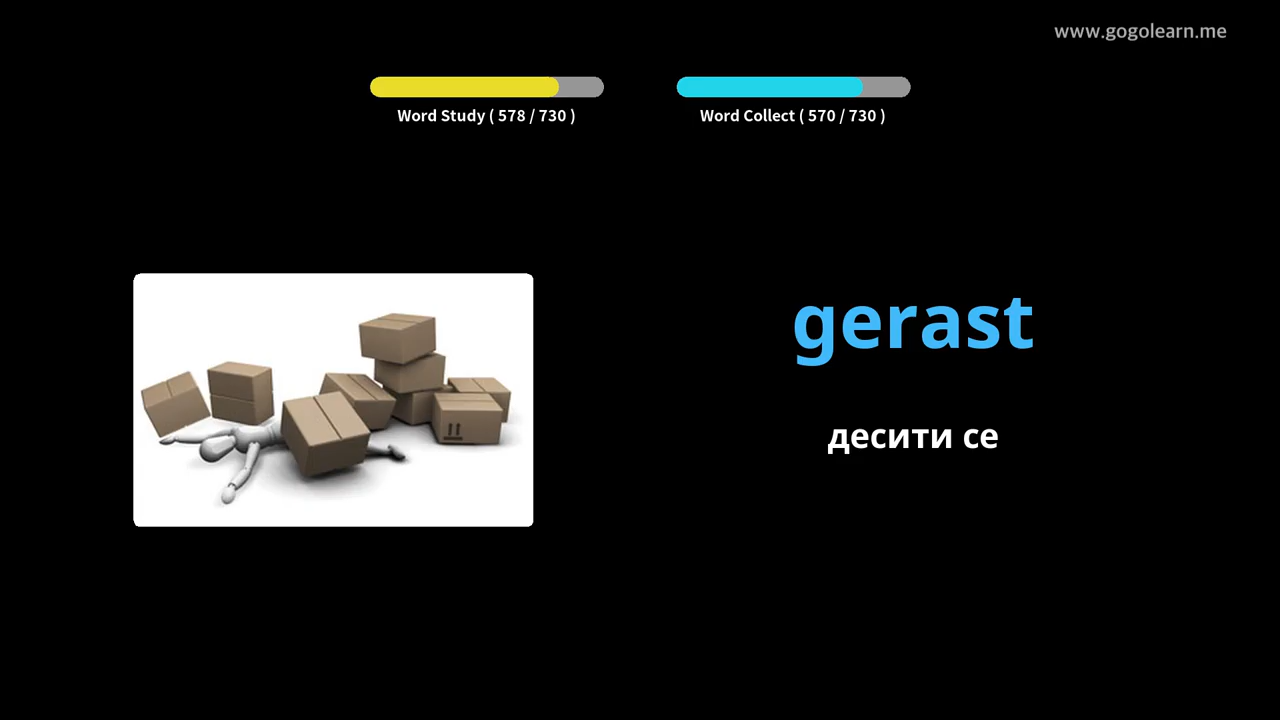 www.gogolearn.me
Word Study ( 578 / 730 )
Word Collect ( 570 / 730 )
gerast
десити се